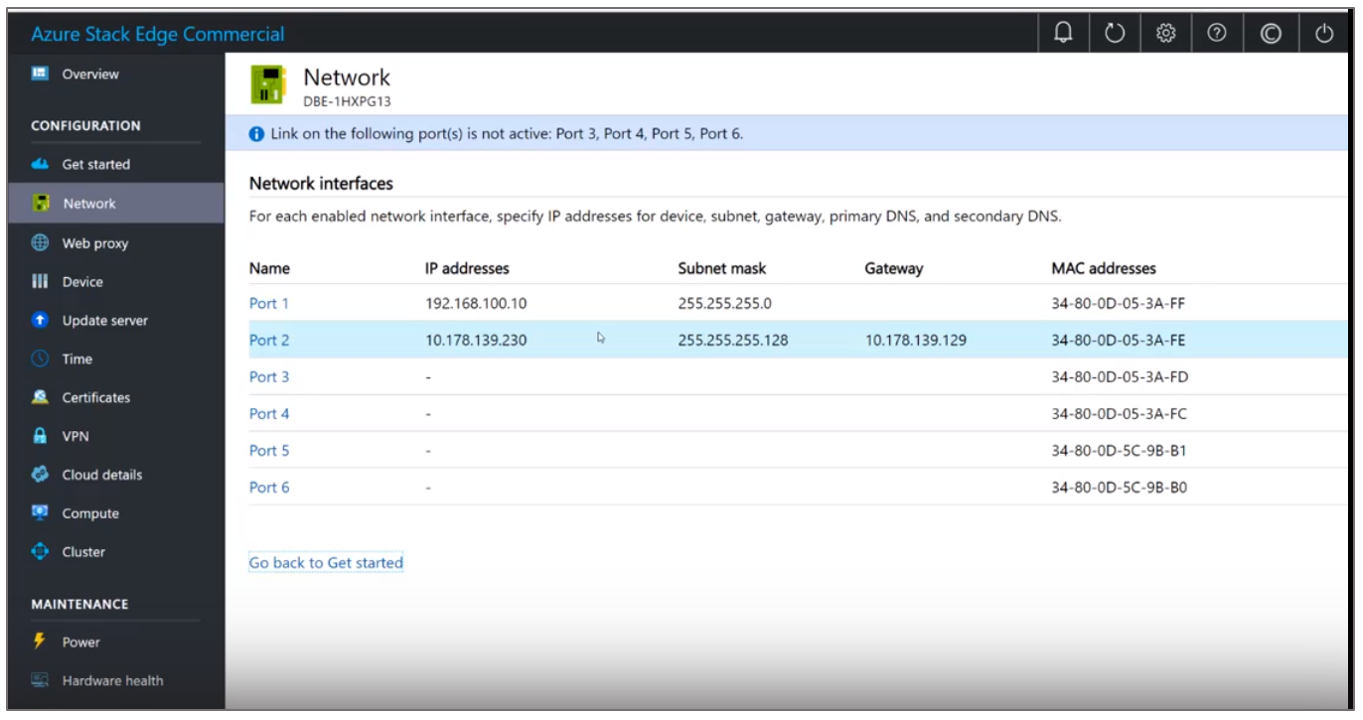 Azure Stack Edge Commercial
Overview
CONFIGURATION
Get started
Network
Web proxy
Device
Update server
Time
Certificates
VPN
Cloud details
Compute
Cluster
MAINTENANCE
Power
Hardware health
Network
DBE-1HXPG13
Link on the following port(s) is not active: Port 3, Port 4, Port 5, Port 6.
Network interfaces
For each enabled network interface, specify IP addresses for device, subnet, gateway, primary DNS, and secondary DNS.
Name IP addresses Subnet mask Gateway MAC addresses
Port 1 192.168.100.10 255.255.255.0 34-80-0D-05-3A-FF
Port 2 10.178.139.230 255.255.255.128 10.178.139.129 34-80-0D-05-3A-FE
Port 3 - 34-80-0D-05-3A-FD
Port 4 - 34-80-0D-05-3A-FC
Port 5 - 34-80-0D-5C-9B-B1
Port 6 - 34-80-0D-5C-9B-B0
Go back to Get started